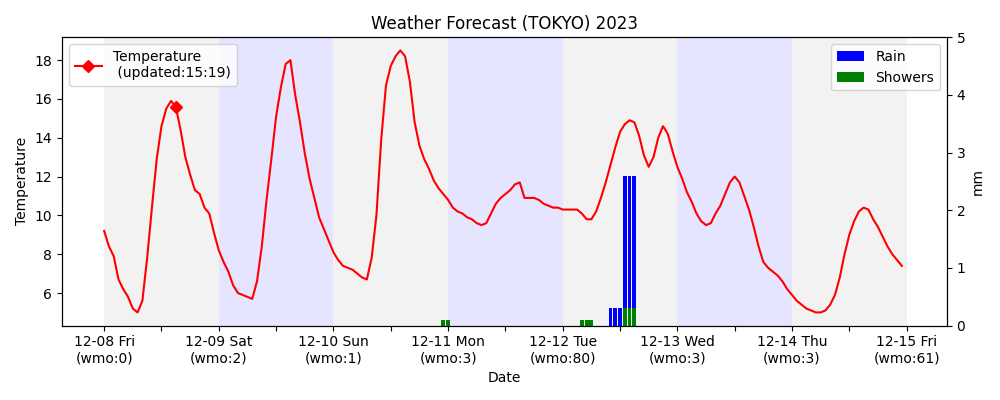 Weather Forecast (TOKYO) 2023
Temperature
(updated:15:19)
Rain
Showers
Temperature
18
16
14
12
10
8
6
5
4
3
2
1
0
mm
12-08 Fri
(wmo:0)
12-09 Sat
(wmo:2)
12-10 Sun
(wmo:1)
12-11 Mon
(wmo:3)
12-12 Tue
(wmo:80)
12-13 Wed
(wmo:3)
12-14 Thu
(wmo:3)
12-15 Fri
(wmo:61)
Date